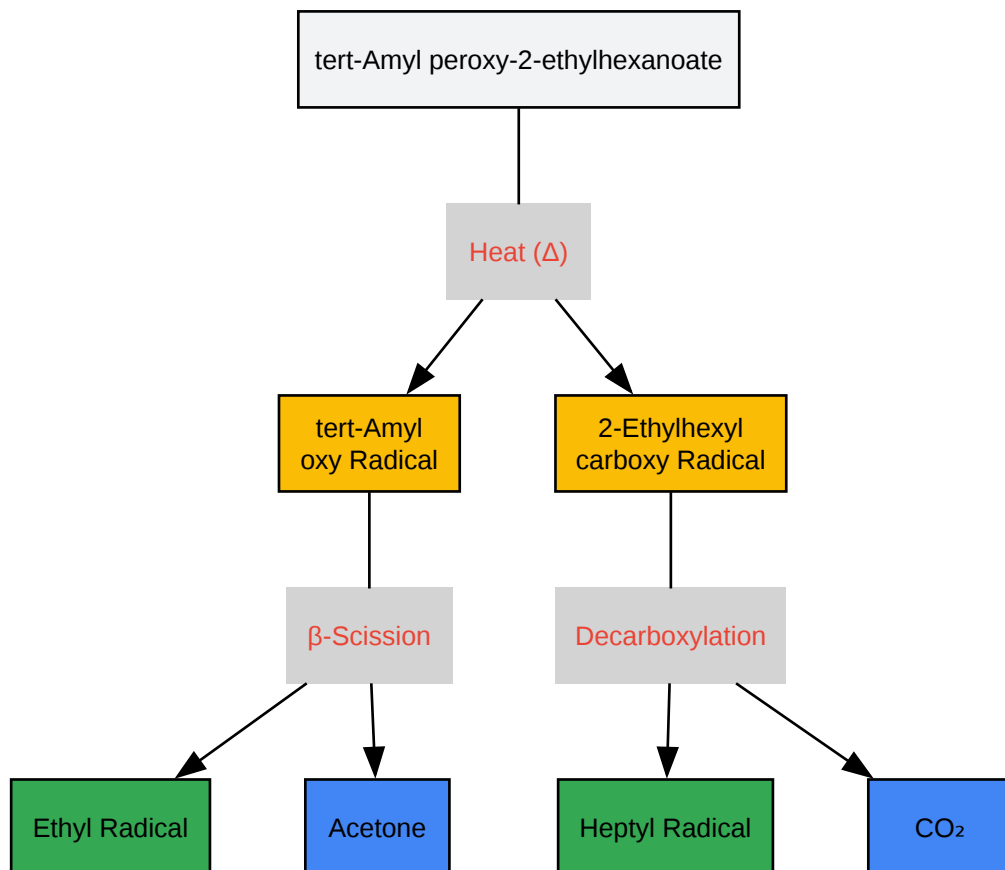 tert-Amyl peroxy-2-ethylhexanoate
Heat (Δ)
tert-Amyl
oxy Radical
2-Ethylhexyl
carboxy Radical
β-Scission
Decarboxylation
Ethyl Radical
Acetone
Heptyl Radical
CO₂